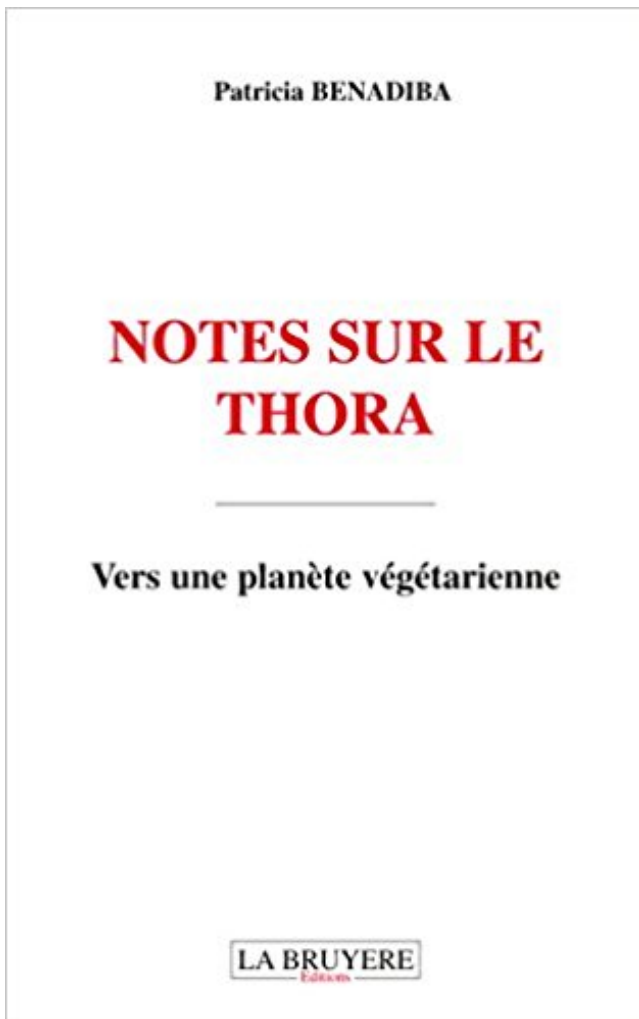 Patricia BENADIBA
NOTES SUR LE
THORA
Vers une planète végétarienne
LA BRUYERE
Editions